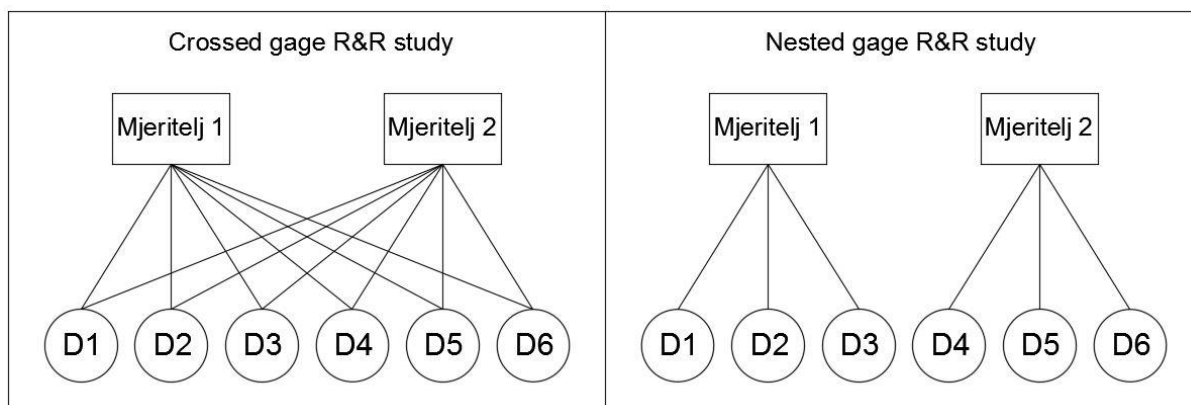 Crossed gage R&R study
Mjeritelj 1
Mjeritelj 2
D1
D2
D3
D4
D5
D6
Nested gage R&R study
Mjeritelj 1
Mjeritelj 2
D1
D2
D3
D4
D5
D6